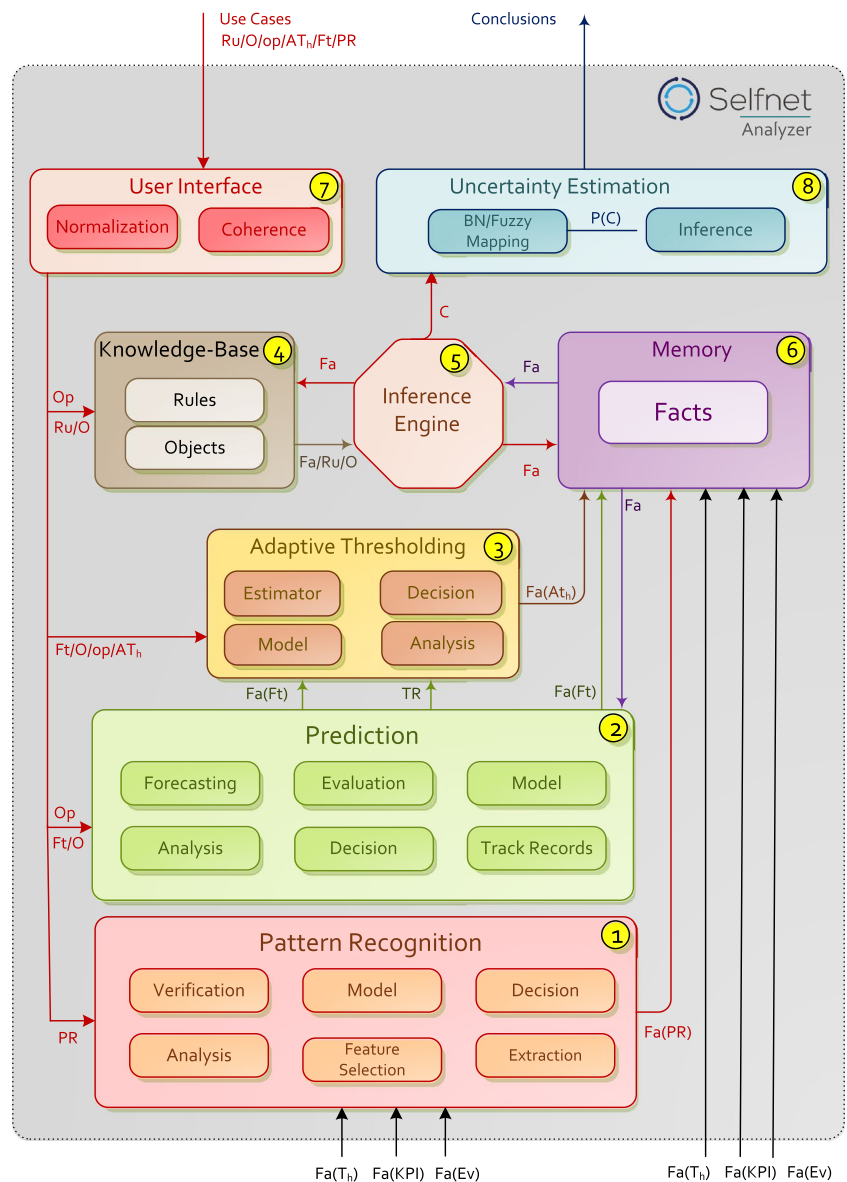 Use Cases
Ru/O/op/ATh/Ft/PR
Conclusions
Selfnet
Analyzer
User Interface
7
Normalization
Coherence
Uncertainty Estimation
8
BN/Fuzzy
Mapping
P(C)
Inference
C
Knowledge-Base
4
Rules
Objects
Op
Ru/O
Fa
Fa/Ru/O
5
Inference
Engine
Fa
Fa
Memory
6
Facts
Fa
Adaptive Thresholding
3
Estimator
Decision
Model
Analysis
Fa(Ath)
Ft/O/op/ATh
Fa(Ft)
TR
Fa(Ft)
Prediction
2
Forecasting
Evaluation
Model
Analysis
Decision
Track Records
Op
Ft/O
Pattern Recognition
1
Verification
Model
Decision
Analysis
Feature
Selection
Extraction
PR
Fa(PR)
Fa(Th)
Fa(KPI)
Fa(Ev)
Fa(Th)
Fa(KPI)
Fa(Ev)